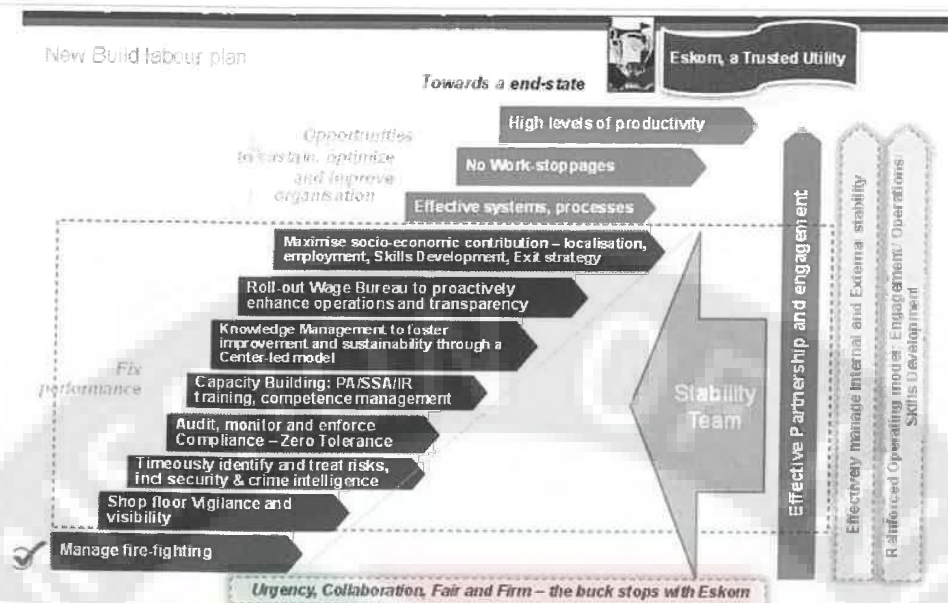 New Build labour plan
Eskom, a Trusted Utility
Towards a end-state
High levels of productivity
Opportunities
to sustain, optimize
and improve
organisation
No Work-stoppages
Effective systems, processes
Maximise socio-economic contribution – localisation,
employment, Skills Development, Exit strategy
Roll-out Wage Bureau to proactively
enhance operations and transparency
Knowledge Management to foster
improvement and sustainability through a
Center-led model
Fix
performance
Capacity Building: PA/SSA/IR
training, competence management
Audit, monitor and enforce
Compliance – Zero Tolerance
Timeously identify and treat risks,
incl security & crime intelligence
Shop floor Vigilance and
visibility
Manage fire-fighting
Stability
Team
Effective Partnership and engagement
Effectively manage Internal and External stability
Reinforced Operating model: Engagement/ Operations/
Skills Development
Urgency, Collaboration, Fair and Firm – the buck stops with Eskom